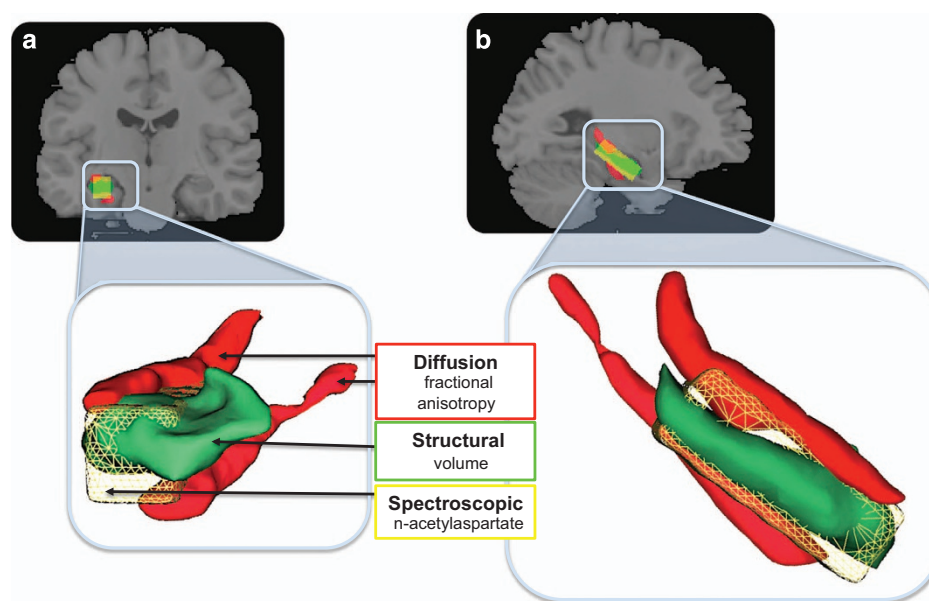 a
b
Diffusion
fractional
anisotropy
Structural
volume
Spectroscopic
n-acetylaspartate